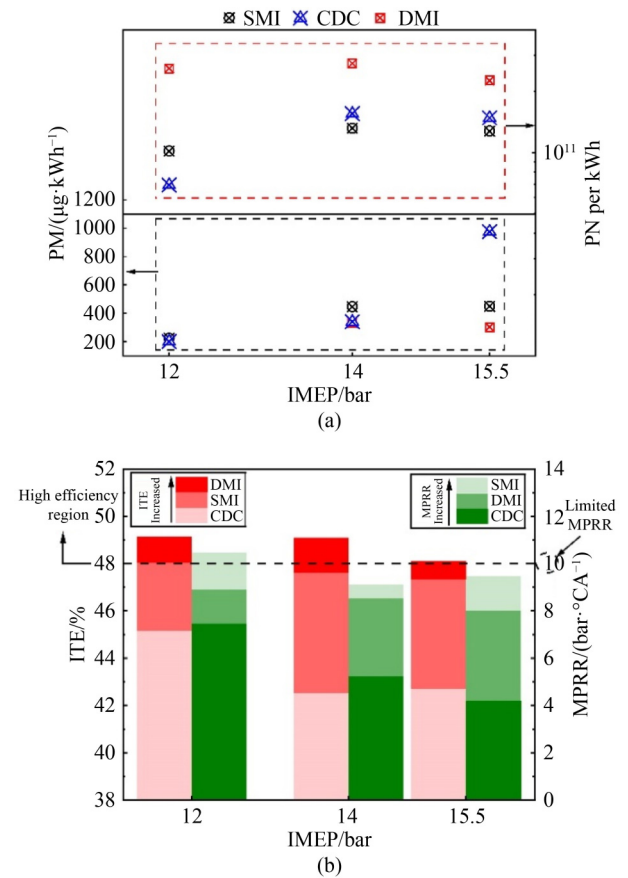 SMI CDC DMI
PM/(μg·kWh⁻¹)
1200
1000
800
600
400
200
10¹¹
PN per kWh
12 14 15.5
IMEP/bar
(a)
52
50
48
46
44
42
40
38
ITE/%
High efficiency
region
ITE
Increased
DMI
SMI
CDC
MPRR
Increased
SMI
DMI
CDC
Limited
MPRR
14
12
10
8
6
4
2
0
MPRR/(bar·°CA⁻¹)
12 14 15.5
IMEP/bar
(b)